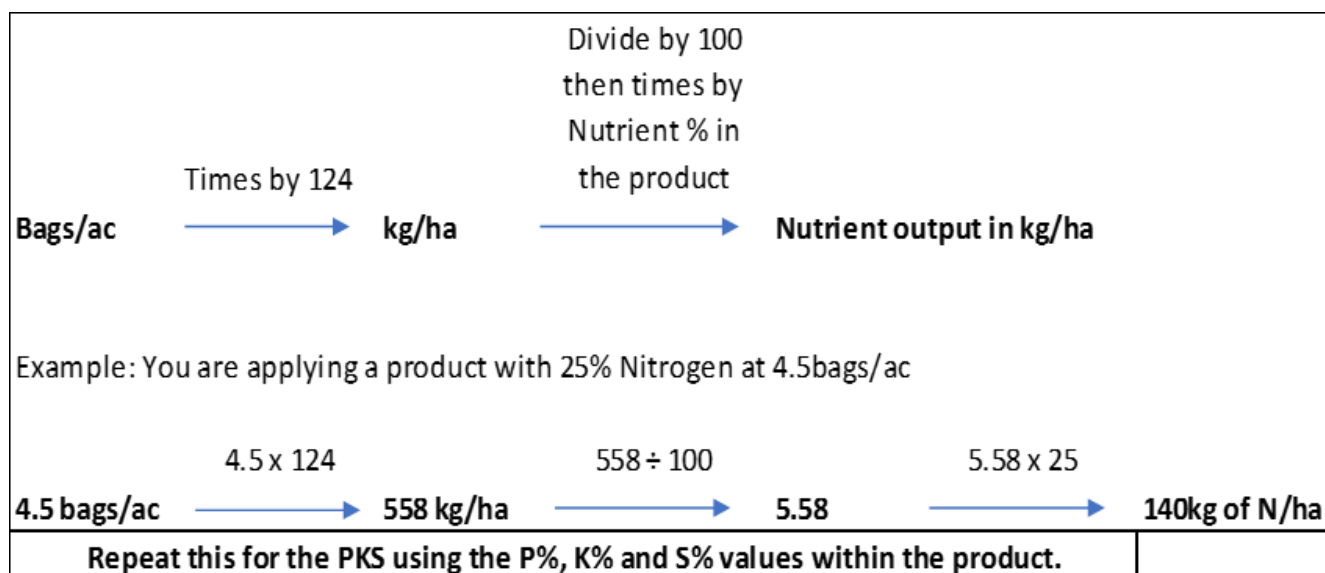 Divide by 100
then times by
Nutrient % in
the product
Times by 124
Bags/ac kg/ha Nutrient output in kg/ha
Example: You are applying a product with 25% Nitrogen at 4.5bags/ac
4.5 x 124 558 ÷ 100 5.58 x 25
4.5 bags/ac 558 kg/ha 5.58 140kg of N/ha
Repeat this for the PKS using the P%, K% and S% values within the product.